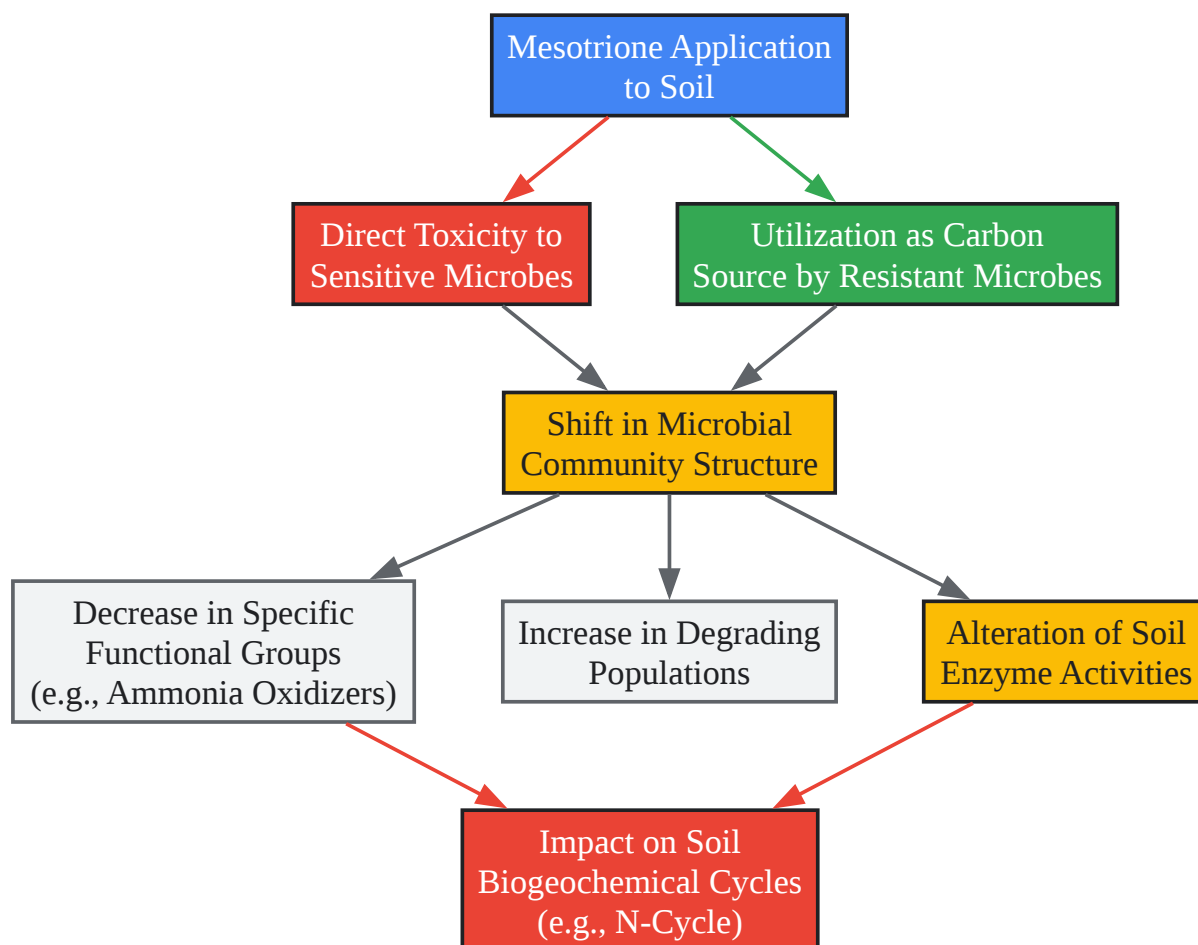 Mesotrione Application
to Soil
Direct Toxicity to
Sensitive Microbes
Utilization as Carbon
Source by Resistant Microbes
Shift in Microbial
Community Structure
Decrease in Specific
Functional Groups
(e.g., Ammonia Oxidizers)
Increase in Degrading
Populations
Alteration of Soil
Enzyme Activities
Impact on Soil
Biogeochemical Cycles
(e.g., N-Cycle)